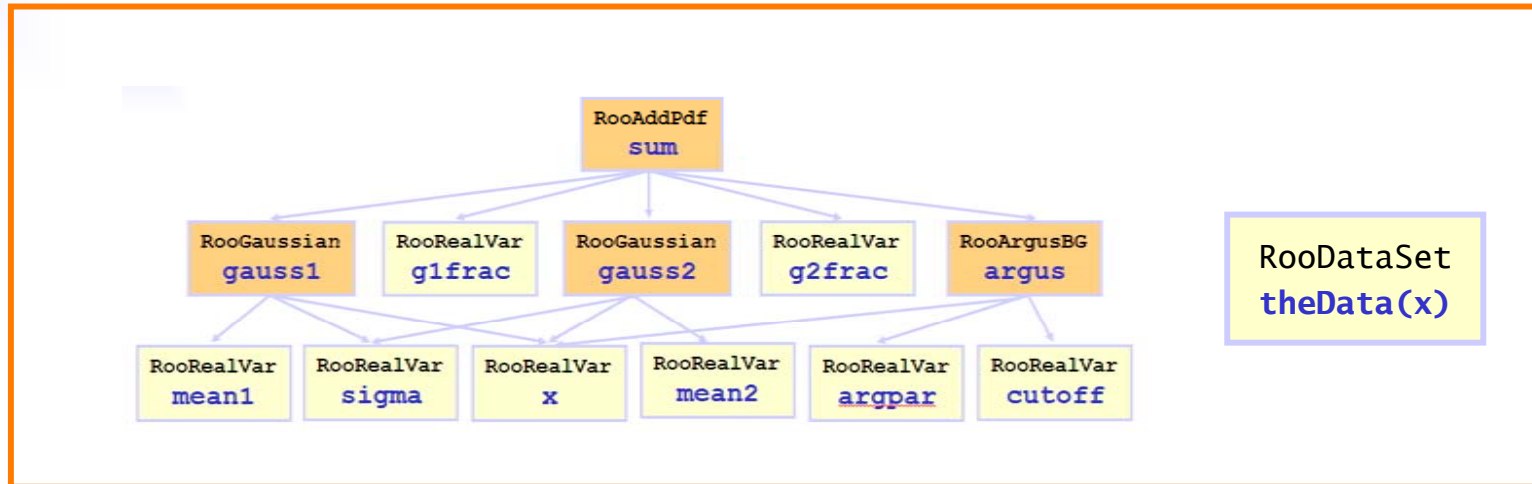 RooAddPdf
sum
RooGaussian
gauss1
RooRealVar
g1frac
RooGaussian
gauss2
RooRealVar
g2frac
RooArgusBG
argus
RooDataSet
theData(x)
RooRealVar
mean1
RooRealVar
sigma
RooRealVar
x
RooRealVar
mean2
RooRealVar
argpar
RooRealVar
cutoff